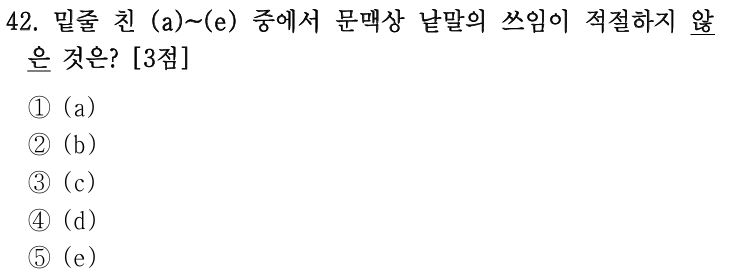 42. 밑줄 친 (a)~(e) 중에서 문맥상 낱말의 쓰임이 적절하지 않
은 것은? [3점]
① (a)
② (b)
③ (c)
④ (d)
⑤ (e)